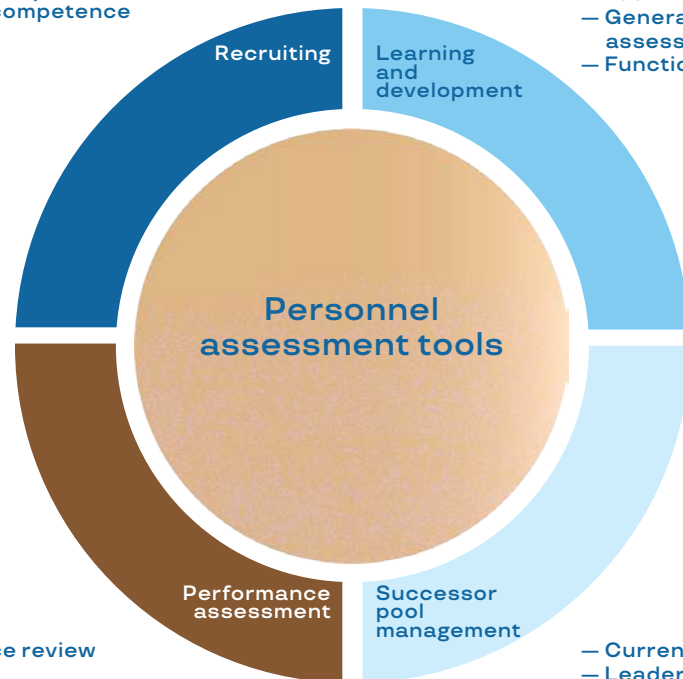 competence
— Genera
assess
— Functio
Recruiting
Learning
and
development
Personnel
assessment tools
Performance
assessment
Successor
pool
management
ce review
— Curren
— Leader